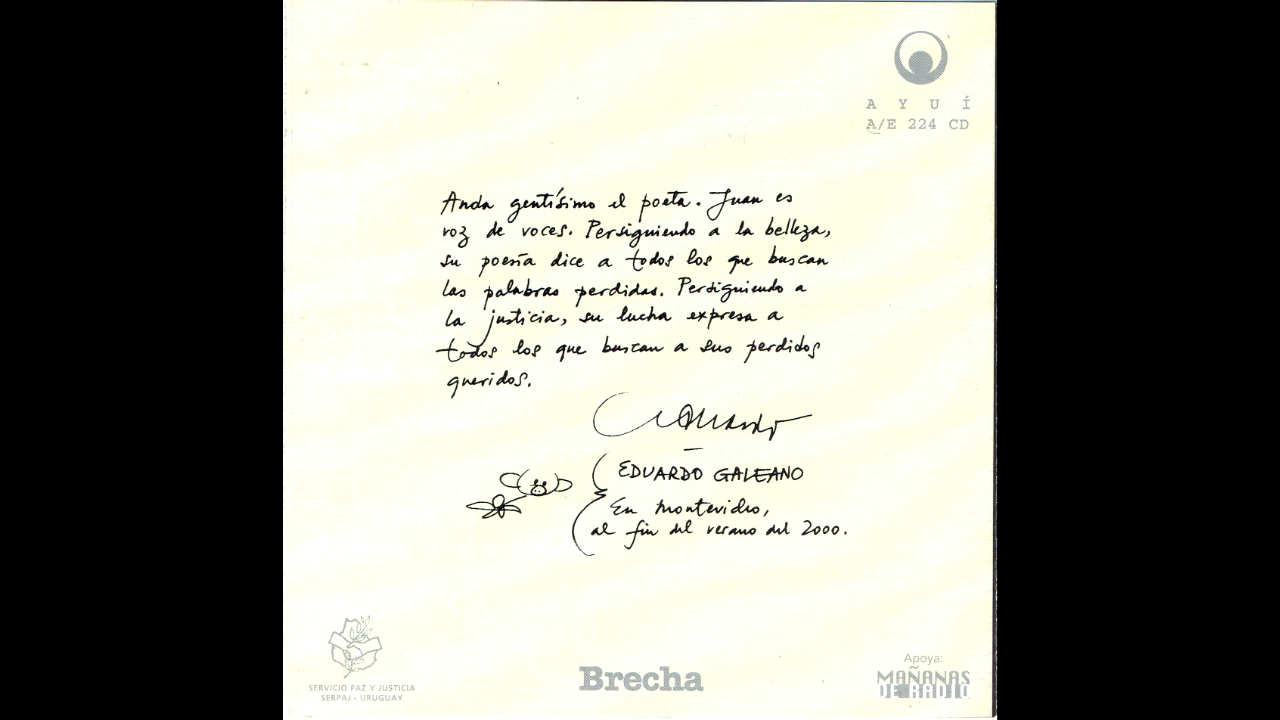 A Y U Í
A/E 224 CD
Anda gentísimo el poeta. Juan es
voz de voces. Persiguiendo a la belleza,
su poesía dice a todos los que buscan
las palabras perdidas. Persiguiendo a
la justicia, su lucha expresa a
todos los que buscan a sus perdidos
queridos.
Eduardo
(EDUARDO GALEANO
En Montevideo,
al fin del verano del 2000.
SERVICIO PAZ Y JUSTICIA
SERPAJ - URUGUAY
Brecha
Apoya:
MAÑANAS
DE RADIO